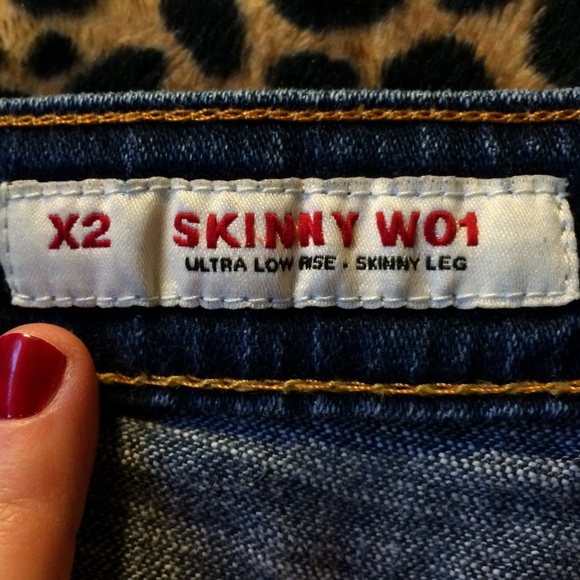 X2 SKINNY W01
ULTRA LOW RISE · SKINNY LEG